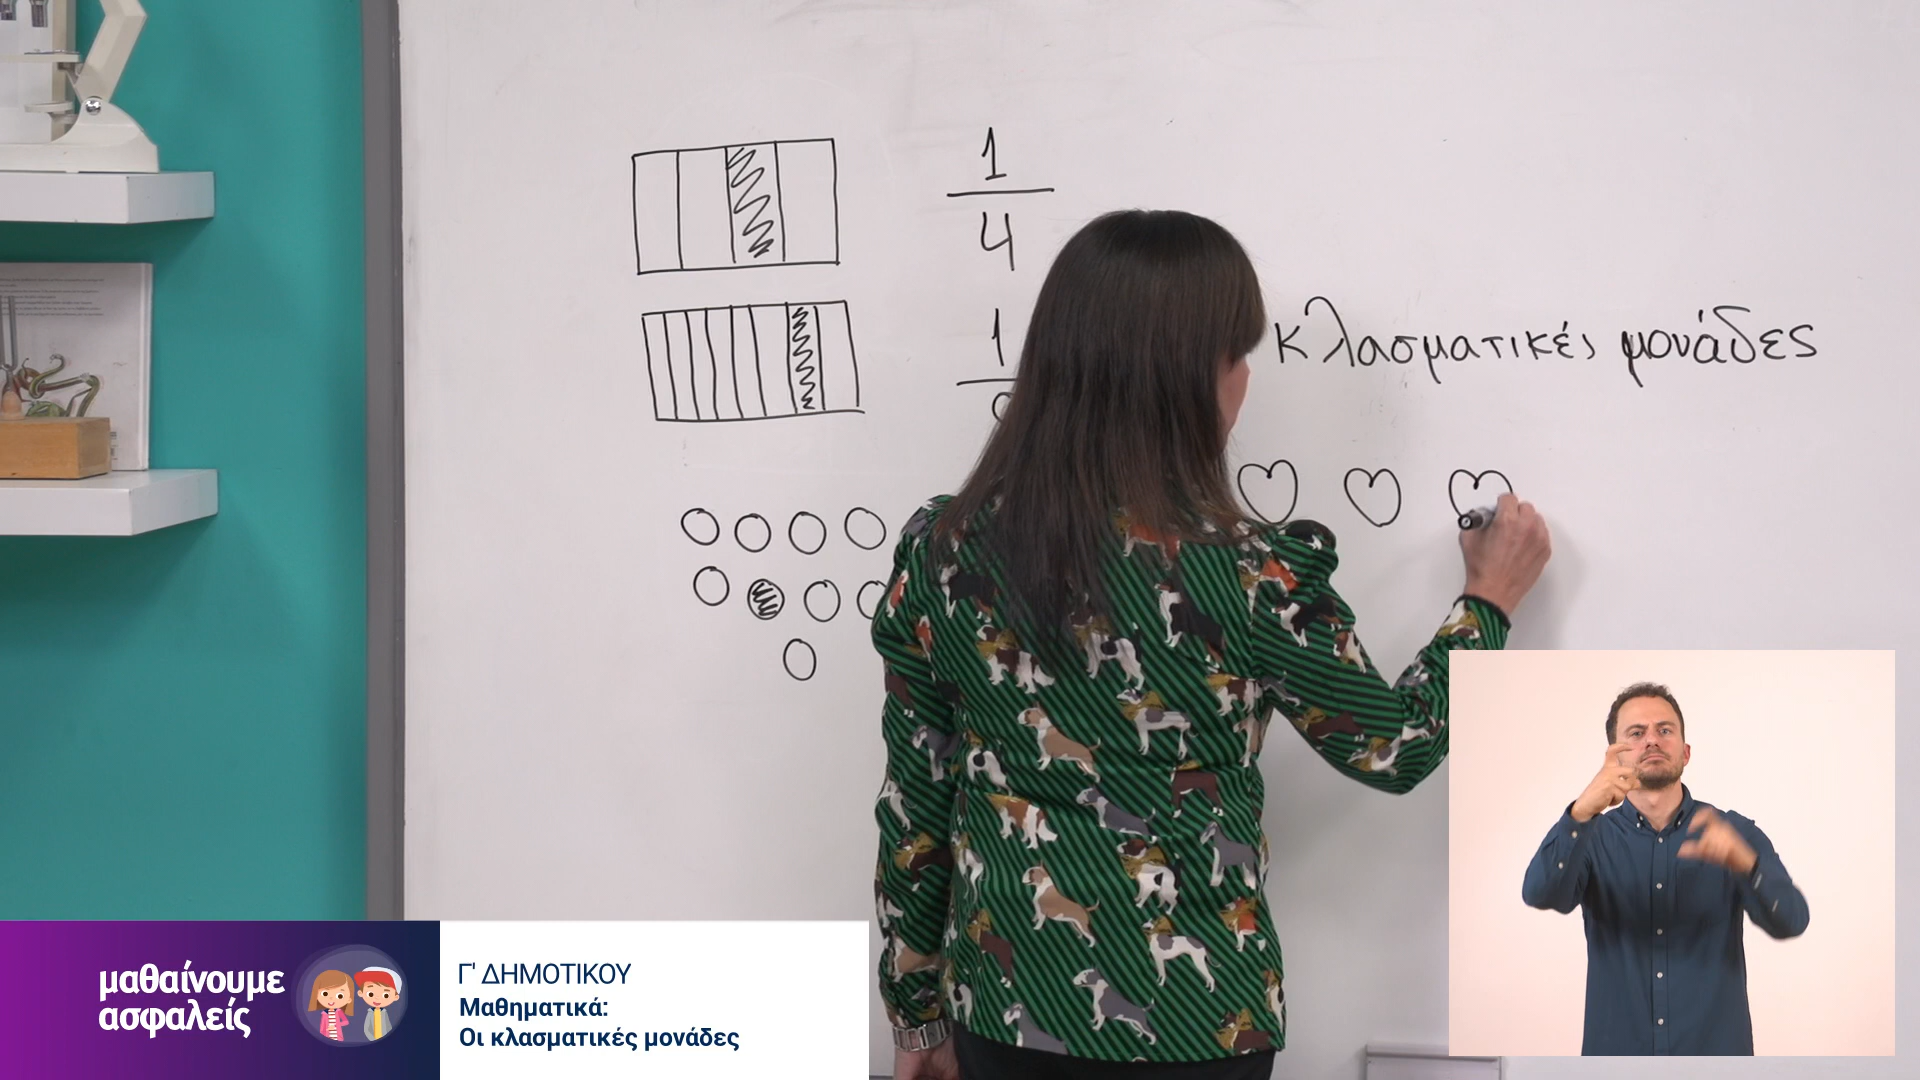 1
4
1
κλασματικές μονάδες
μαθαίνουμε
ασφαλείς
Γ' ΔΗΜΟΤΙΚΟΥ
Μαθηματικά:
Οι κλασματικές μονάδες